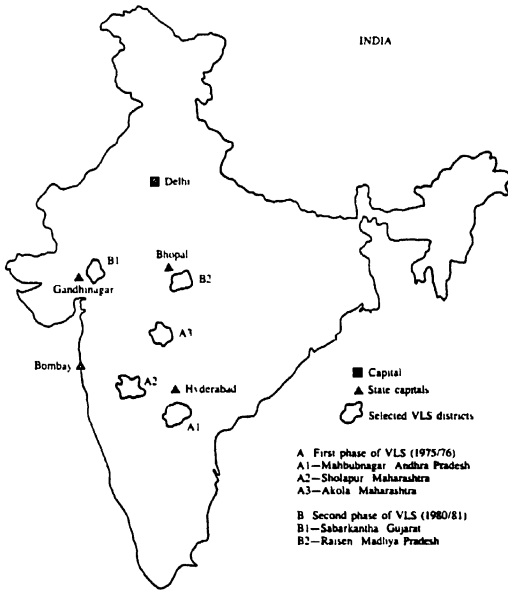 INDIA
Delhi
B1
Bhopal
B2
Gandhinagar
A3
Bombay
A2
Hyderabad
A1
Capital
State capitals
Selected VLS districts
A First phase of VLS (1975/76)
A1—Mahbubnagar Andhra Pradesh
A2—Sholapur Maharashtra
A3—Akola Maharashtra
B Second phase of VLS (1980/81)
B1—Sabarkantha Gujarat
B2—Raisen Madhya Pradesh